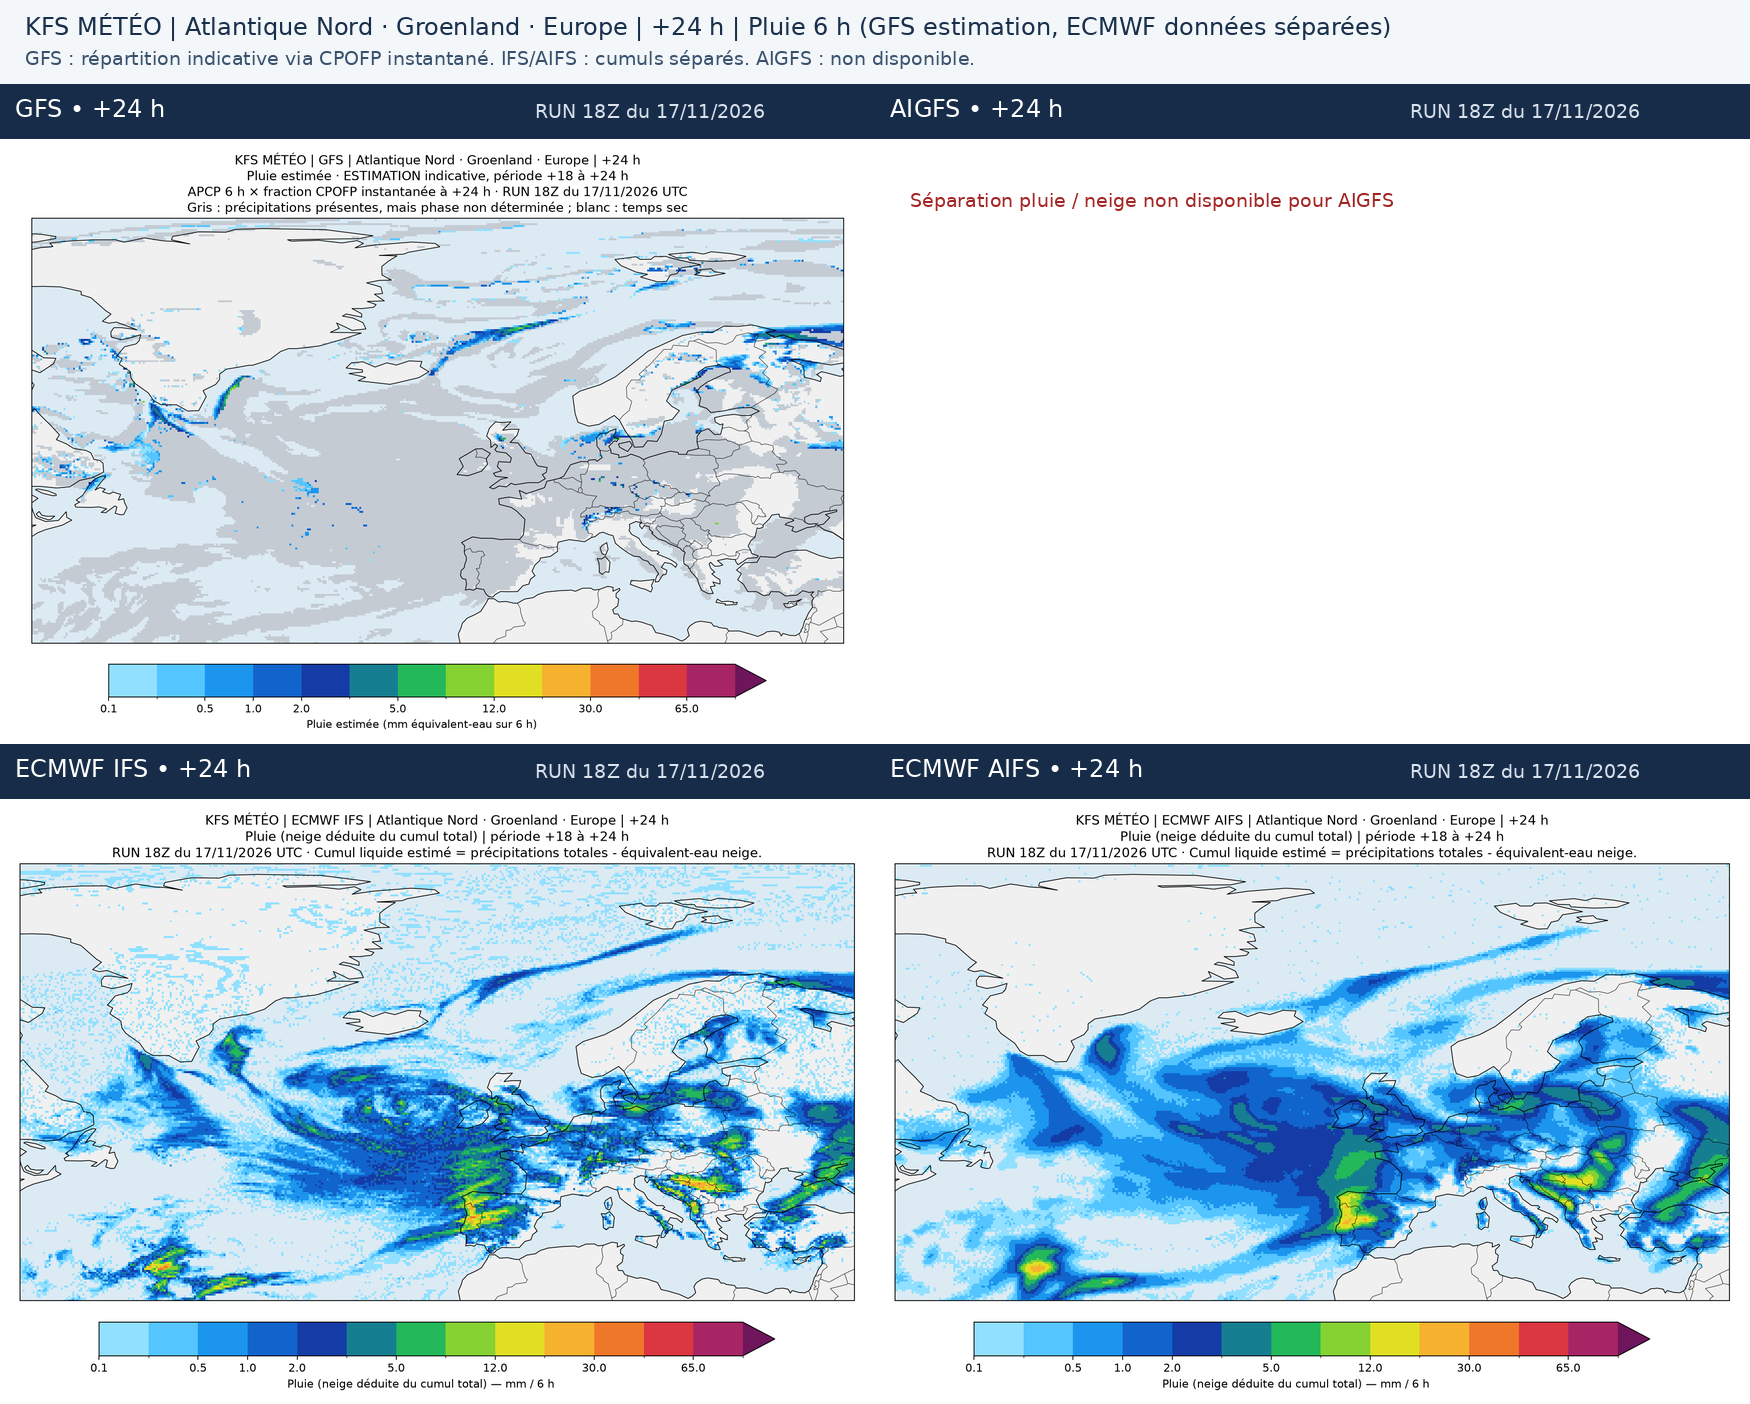 KFS MÉTÉO | Atlantique Nord · Groenland · Europe | +24 h | Pluie 6 h (GFS estimation, ECMWF données séparées)
GFS : répartition indicative via CPOFP instantané. IFS/AIFS : cumuls séparés. AIGFS : non disponible.
GFS • +24 h
RUN 18Z du 17/11/2026
KFS MÉTÉO | GFS | Atlantique Nord · Groenland · Europe | +24 h
Pluie estimée · ESTIMATION indicative, période +18 à +24 h
APCP 6 h × fraction CPOFP instantanée à +24 h · RUN 18Z du 17/11/2026 UTC
Gris : précipitations présentes, mais phase non déterminée ; blanc : temps sec
0.1 0.5 1.0 2.0 5.0 12.0 30.0 65.0
Pluie estimée (mm équivalent-eau sur 6 h)
AIGFS • +24 h
RUN 18Z du 17/11/2026
Séparation pluie / neige non disponible pour AIGFS
ECMWF IFS • +24 h
RUN 18Z du 17/11/2026
KFS MÉTÉO | ECMWF IFS | Atlantique Nord · Groenland · Europe | +24 h
Pluie (neige déduite du cumul total) | période +18 à +24 h
RUN 18Z du 17/11/2026 UTC · Cumul liquide estimé = précipitations totales - équivalent-eau neige.
0.1 0.5 1.0 2.0 5.0 12.0 30.0 65.0
Pluie (neige déduite du cumul total) — mm / 6 h
ECMWF AIFS • +24 h
RUN 18Z du 17/11/2026
KFS MÉTÉO | ECMWF AIFS | Atlantique Nord · Groenland · Europe | +24 h
Pluie (neige déduite du cumul total) | période +18 à +24 h
RUN 18Z du 17/11/2026 UTC · Cumul liquide estimé = précipitations totales - équivalent-eau neige.
0.1 0.5 1.0 2.0 5.0 12.0 30.0 65.0
Pluie (neige déduite du cumul total) — mm / 6 h